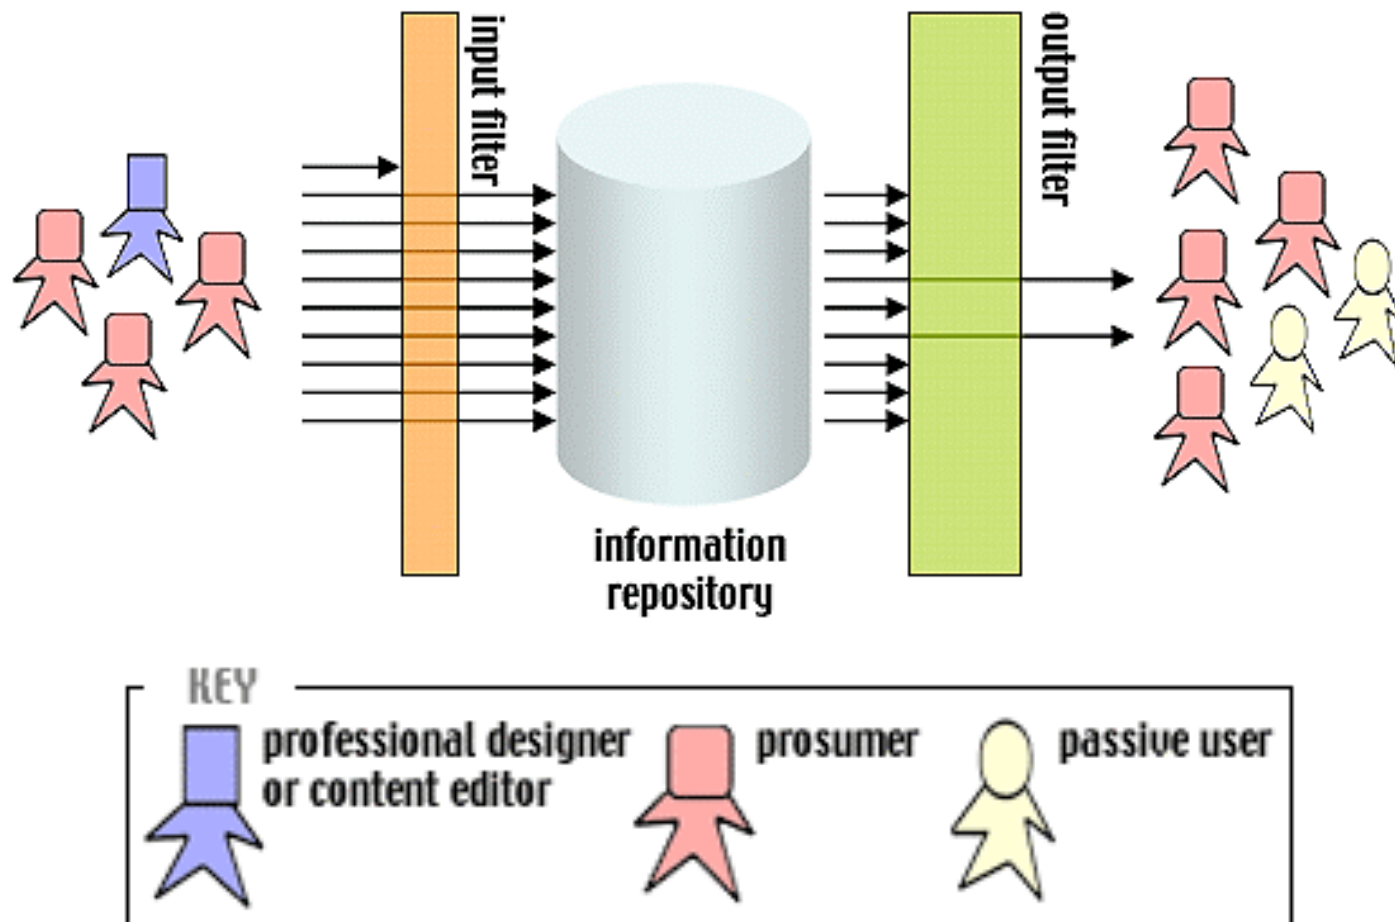 input filter
output filter
information
repository
KEY
professional designer
or content editor
prosumer
passive user